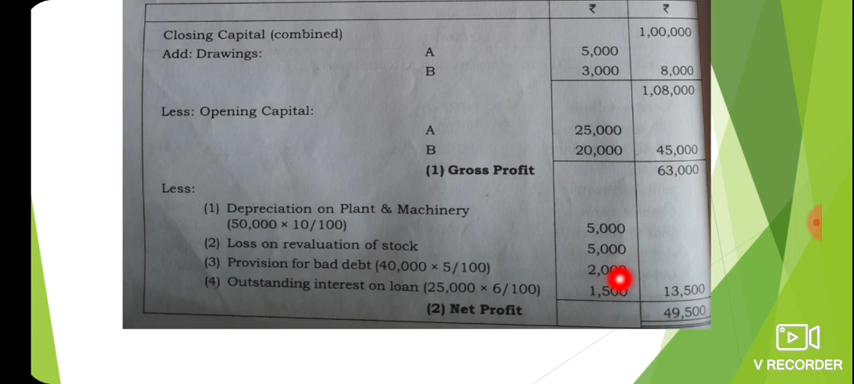 ₹ ₹
Closing Capital (combined) 1,00,000
Add: Drawings: A 5,000
B 3,000 8,000
1,08,000
Less: Opening Capital:
A 25,000
B 20,000 45,000
(1) Gross Profit 63,000
Less:
(1) Depreciation on Plant & Machinery
(50,000 × 10/100) 5,000
(2) Loss on revaluation of stock 5,000
(3) Provision for bad debt (40,000 × 5/100) 2,000
(4) Outstanding interest on loan (25,000 × 6/100) 1,500 13,500
(2) Net Profit 49,500
V RECORDER